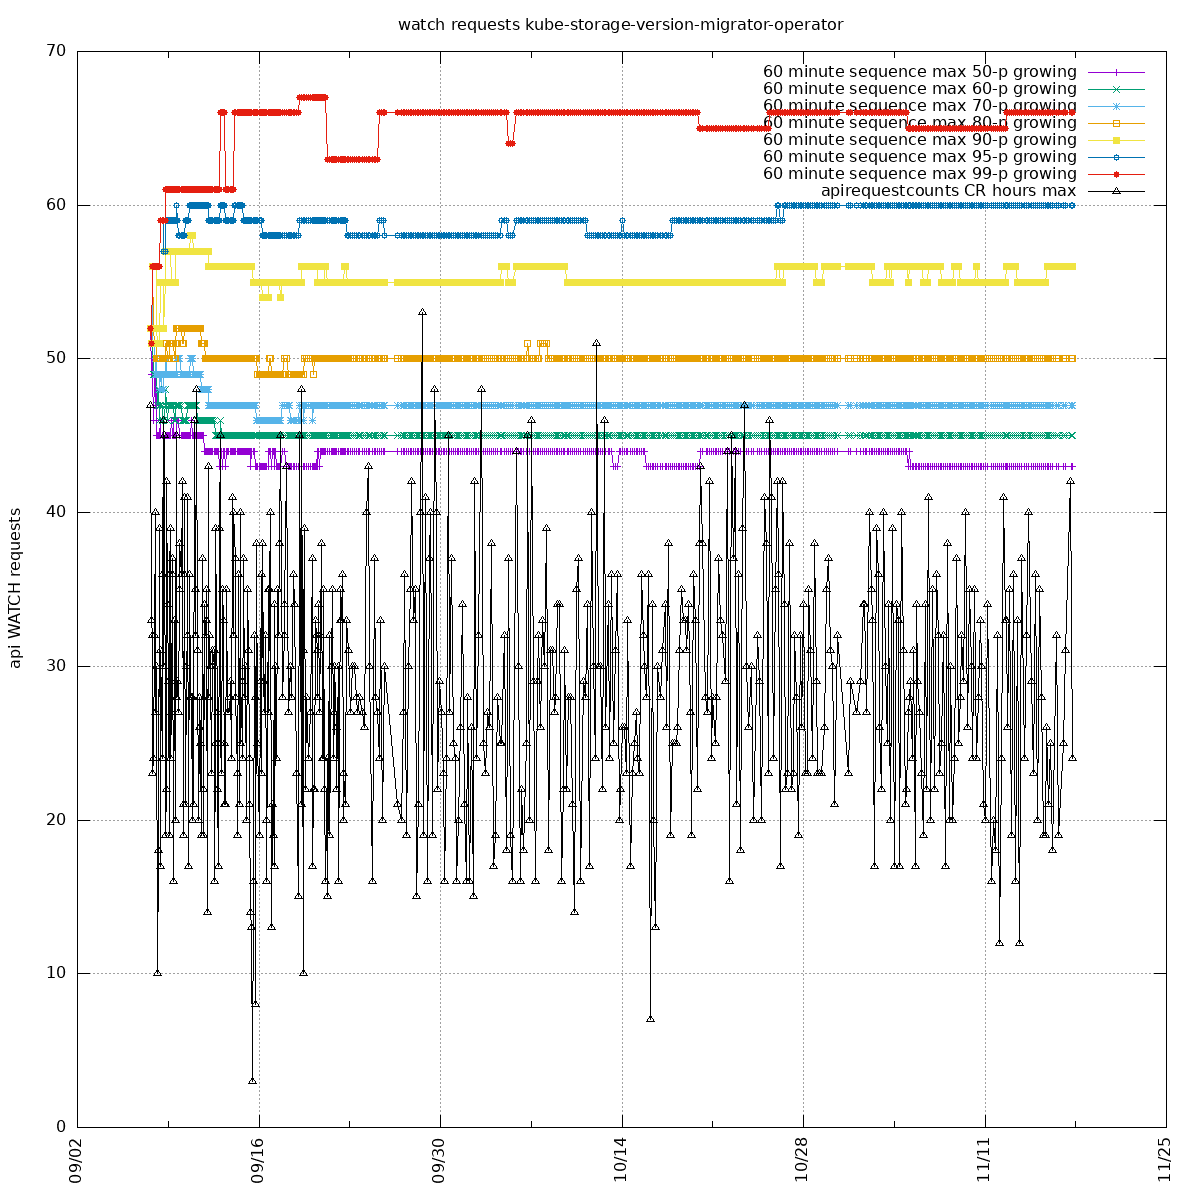 watch requests kube-storage-version-migrator-operator
70
60
50
40
30
20
10
0
api WATCH requests
60 minute sequence max 50-p growing
60 minute sequence max 60-p growing
60 minute sequence max 70-p growing
60 minute sequence max 80-p growing
60 minute sequence max 90-p growing
60 minute sequence max 95-p growing
60 minute sequence max 99-p growing
apirequestcounts CR hours max
09/02
09/16
09/30
10/14
10/28
11/11
11/25